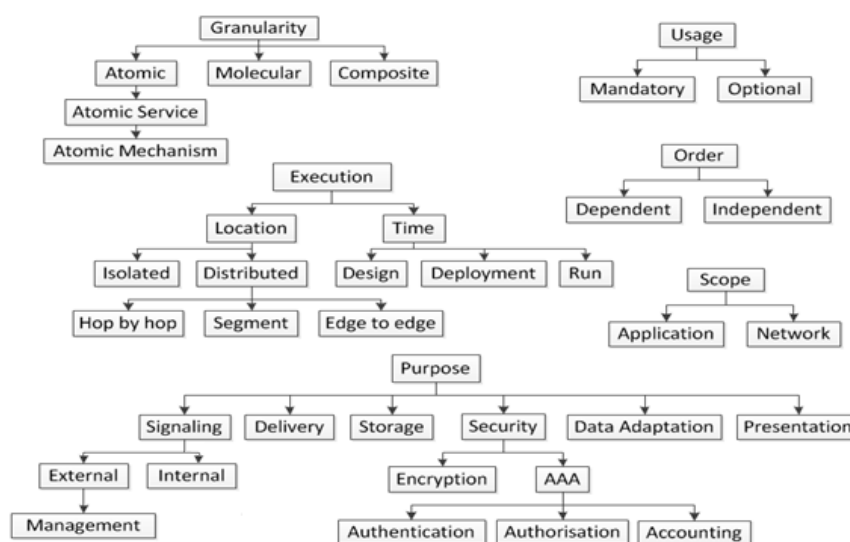 Granularity
Usage
Atomic Molecular Composite
Mandatory Optional
Atomic Service
Atomic Mechanism
Order
Execution
Dependent Independent
Location Time
Isolated Distributed Design Deployment Run
Scope
Hop by hop Segment Edge to edge
Application Network
Purpose
Signaling Delivery Storage Security Data Adaptation Presentation
External Internal Encryption AAA
Management
Authentication Authorisation Accounting